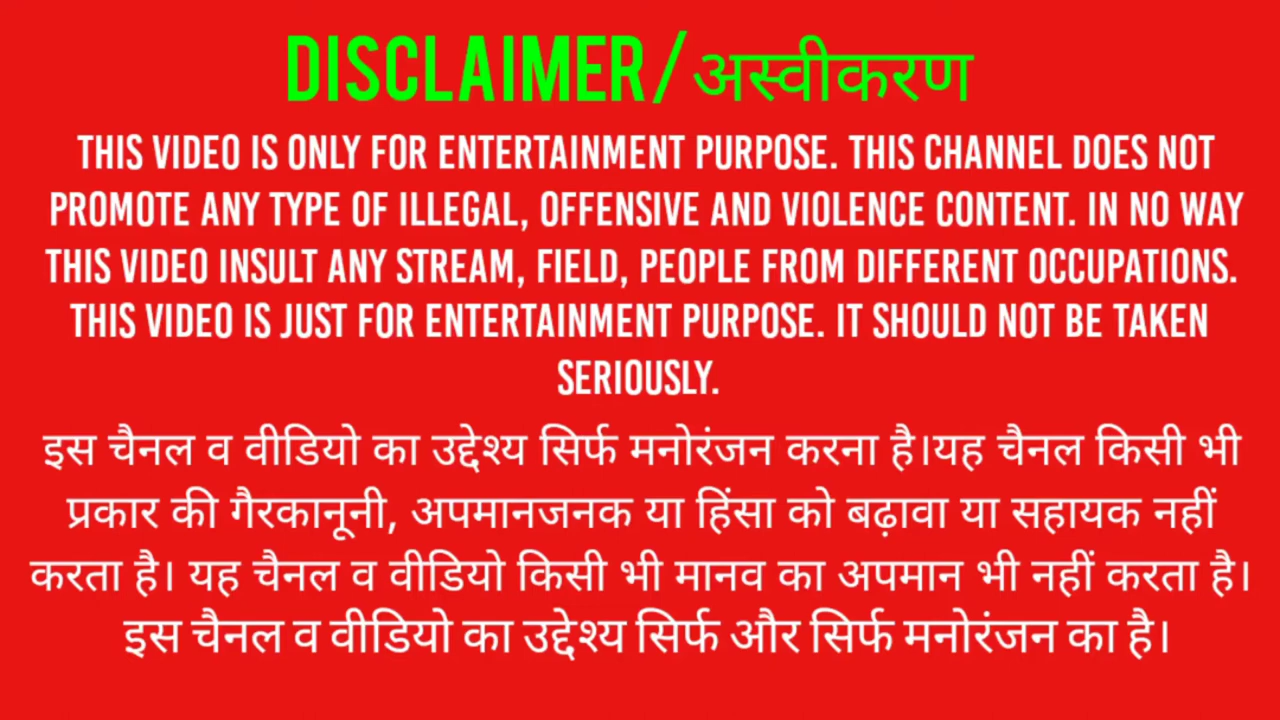 DISCLAIMER/अस्वीकरण
THIS VIDEO IS ONLY FOR ENTERTAINMENT PURPOSE. THIS CHANNEL DOES NOT
PROMOTE ANY TYPE OF ILLEGAL, OFFENSIVE AND VIOLENCE CONTENT. IN NO WAY
THIS VIDEO INSULT ANY STREAM, FIELD, PEOPLE FROM DIFFERENT OCCUPATIONS.
THIS VIDEO IS JUST FOR ENTERTAINMENT PURPOSE. IT SHOULD NOT BE TAKEN
SERIOUSLY.
इस चैनल व वीडियो का उद्देश्य सिर्फ मनोरंजन करना है।यह चैनल किसी भी
प्रकार की गैरकानूनी, अपमानजनक या हिंसा को बढ़ावा या सहायक नहीं
करता है। यह चैनल व वीडियो किसी भी मानव का अपमान भी नहीं करता है।
इस चैनल व वीडियो का उद्देश्य सिर्फ और सिर्फ मनोरंजन का है।